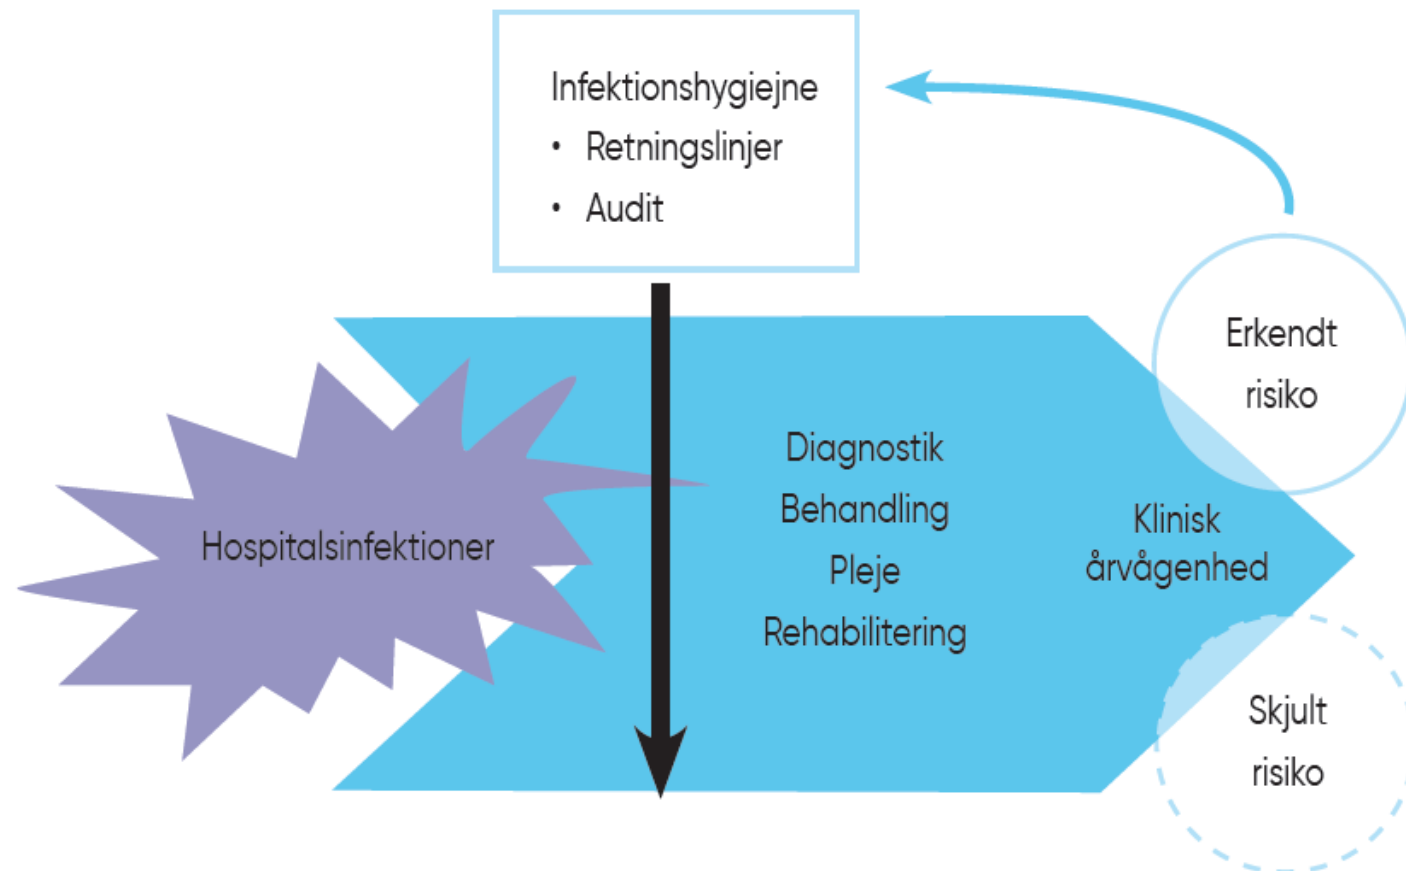 Infektionshygiejne
• Retningslinjer
• Audit
Erkendt
risiko
Hospitalsinfektioner
Diagnostik
Behandling
Pleje
Rehabilitering
Klinisk
årvågenhed
Skjult
risiko